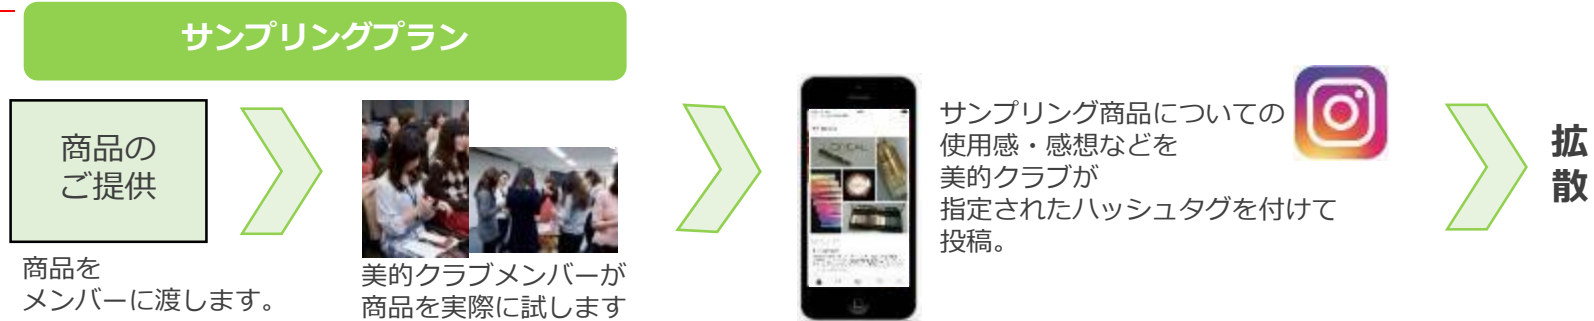 サンプリングプラン
商品の
ご提供
商品を
メンバーに渡します。
美的クラブメンバーが
商品を実際に試します
サンプリング商品についての
使用感・感想などを
美的クラブが
指定されたハッシュタグを付けて
投稿。
拡
散